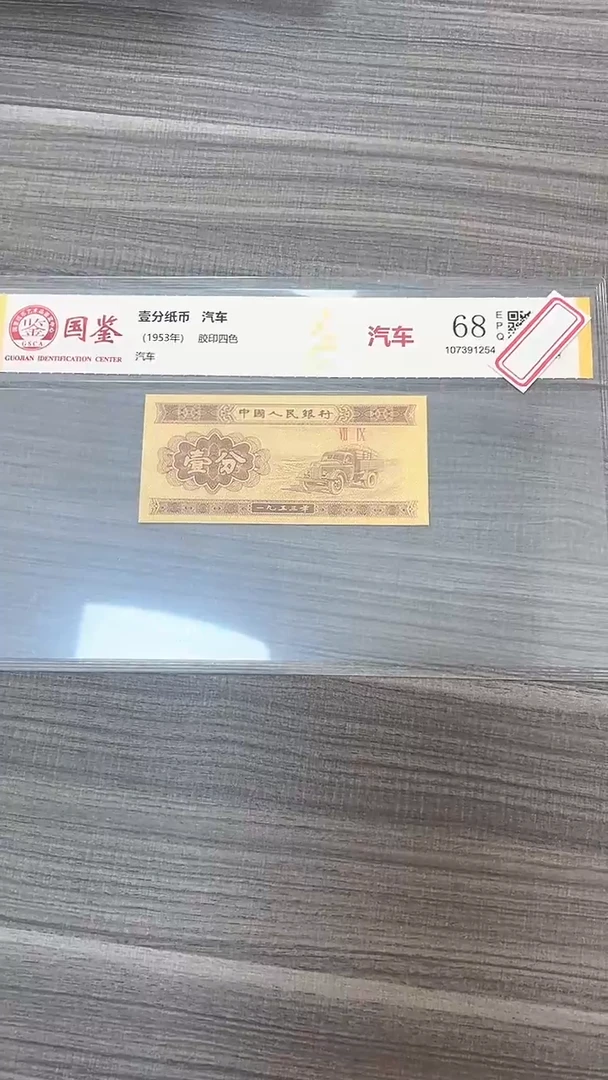 国鉴
GSCA
GUOJIAN IDENTIFICATION CENTER
壹分纸币 汽车
(1953年) 胶印四色
汽车
汽车
68
EPQ
107391254
中國人民銀行
VII IX
壹分
一九五三年